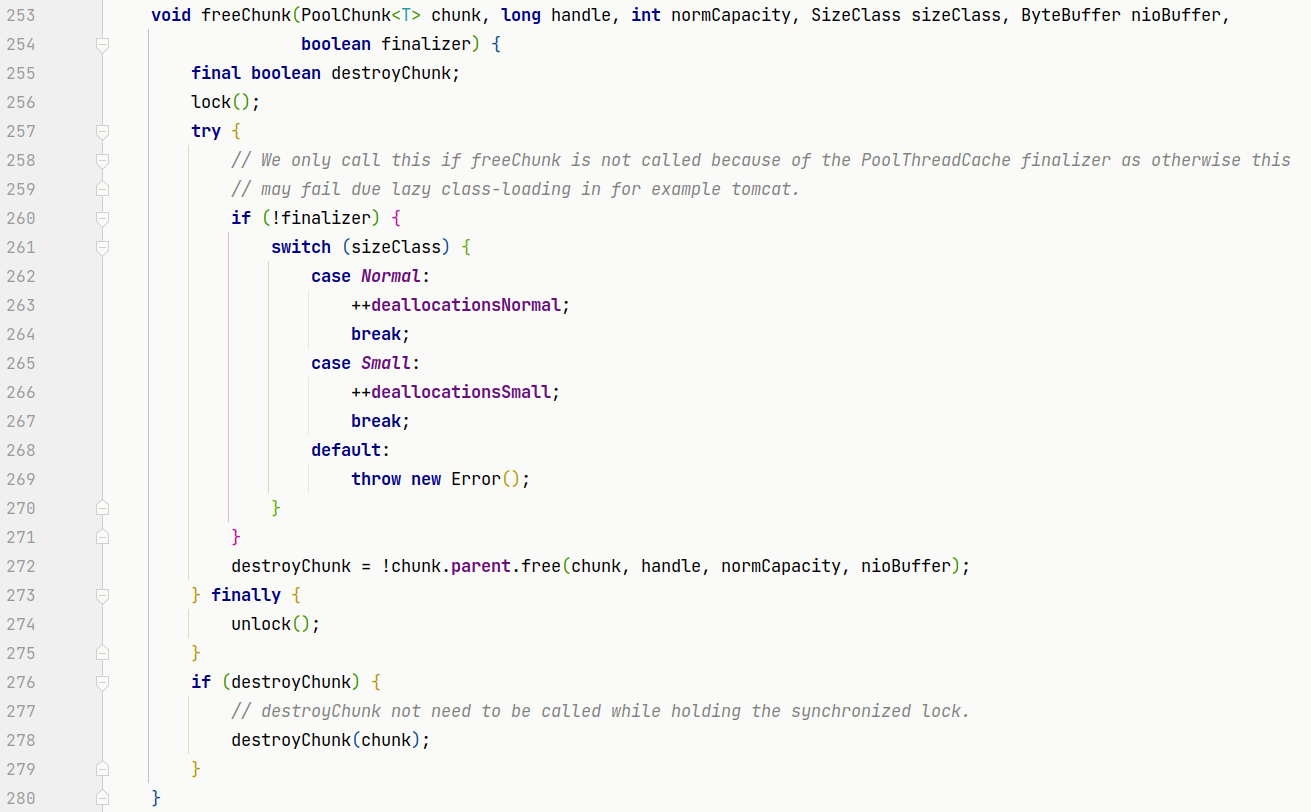 253 void freeChunk(PoolChunk<T> chunk, long handle, int normCapacity, SizeClass sizeClass, ByteBuffer nioBuffer,
254 boolean finalizer) {
255 final boolean destroyChunk;
256 lock();
257 try {
258 // We only call this if freeChunk is not called because of the PoolThreadCache finalizer as otherwise this
259 // may fail due lazy class-loading in for example tomcat.
260 if (!finalizer) {
261 switch (sizeClass) {
262 case Normal:
263 ++deallocationsNormal;
264 break;
265 case Small:
266 ++deallocationsSmall;
267 break;
268 default:
269 throw new Error();
270 }
271 }
272 destroyChunk = !chunk.parent.free(chunk, handle, normCapacity, nioBuffer);
273 } finally {
274 unlock();
275 }
276 if (destroyChunk) {
277 // destroyChunk not need to be called while holding the synchronized lock.
278 destroyChunk(chunk);
279 }
280 }